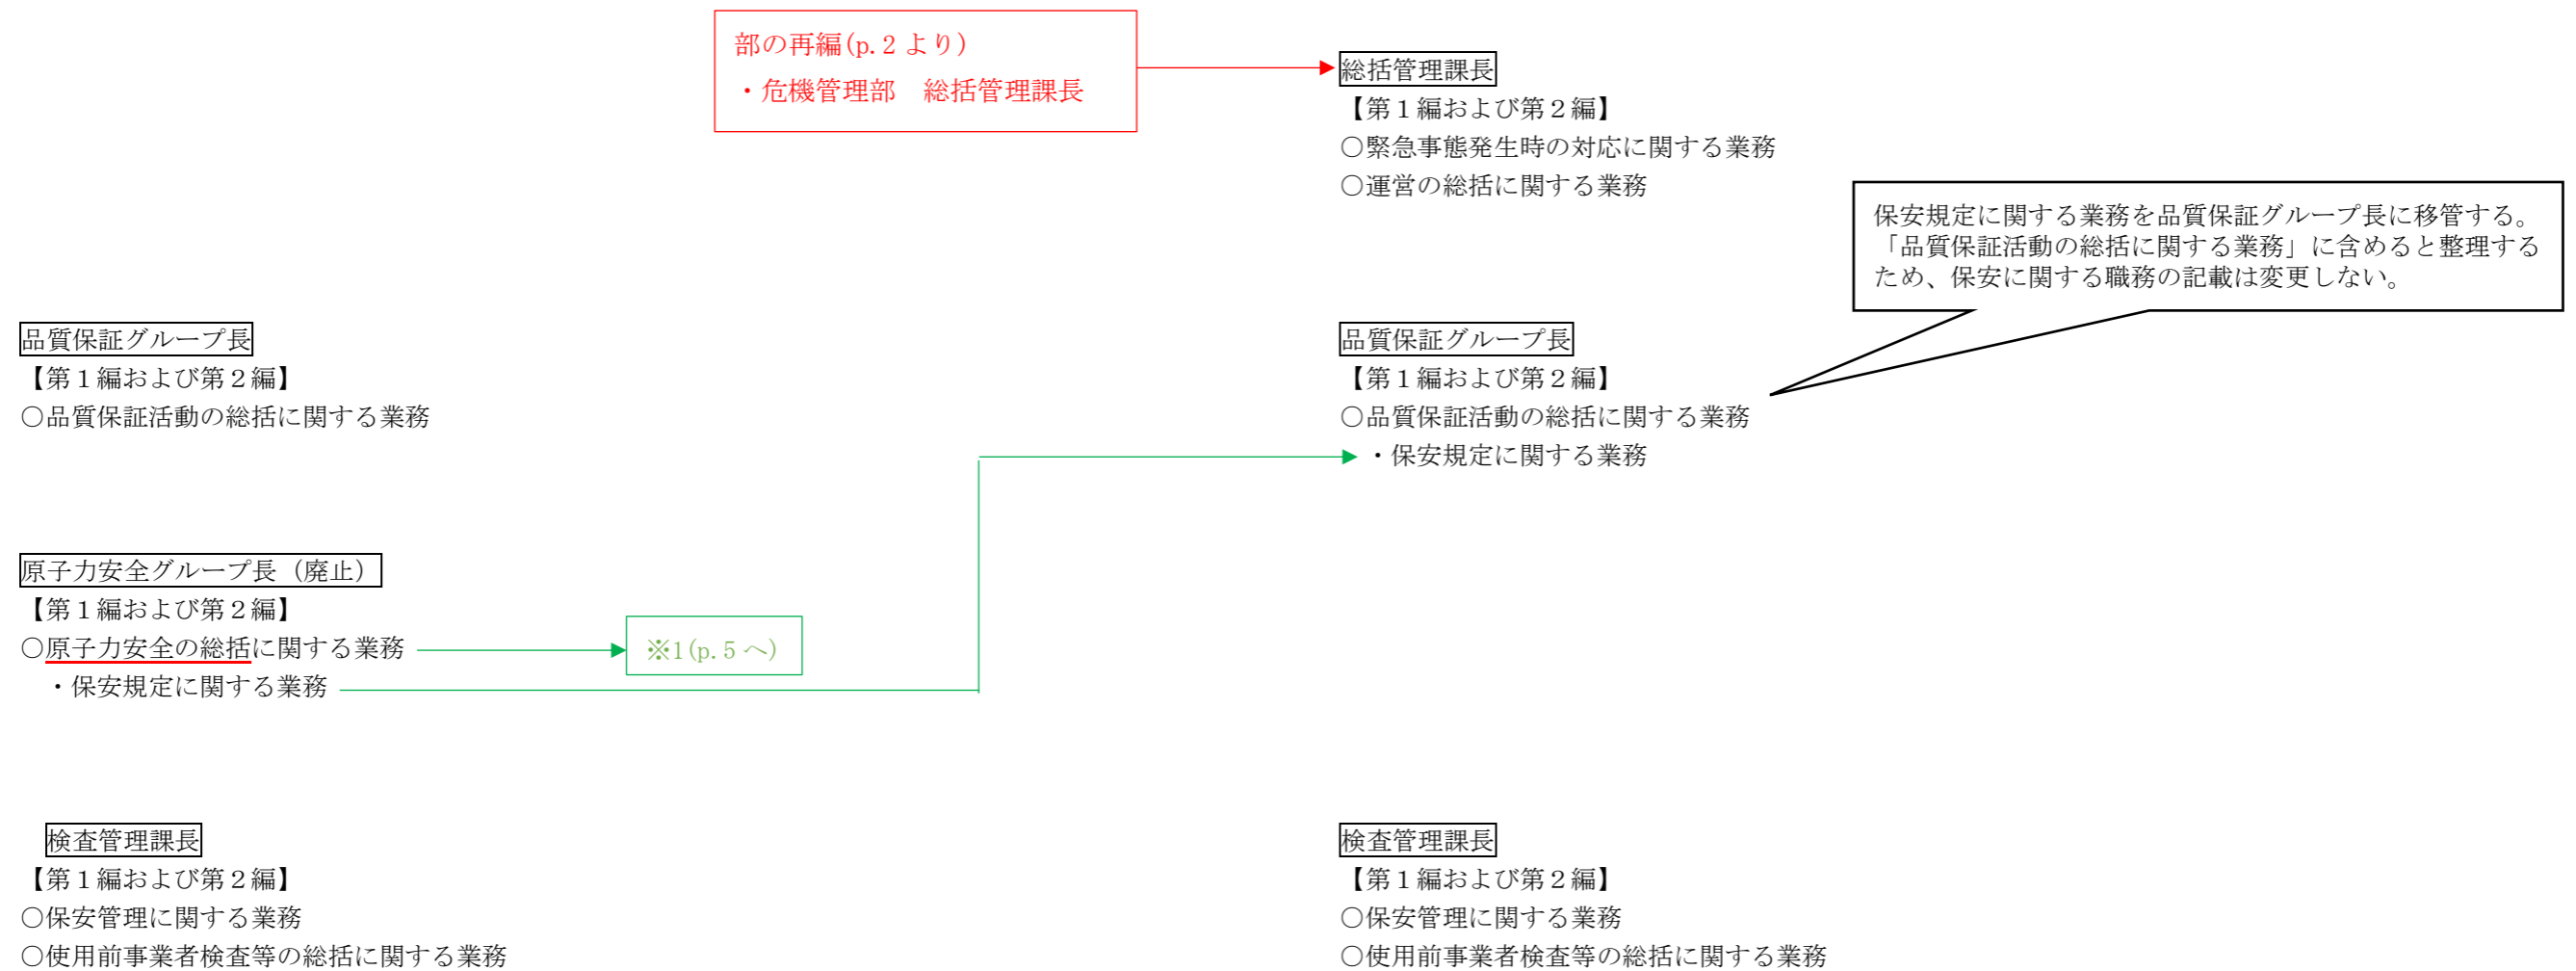 部の再編(p.2 より)
・危機管理部　総括管理課長
総括管理課長
【第１編および第２編】
○緊急事態発生時の対応に関する業務
○運営の総括に関する業務
保安規定に関する業務を品質保証グループ長に移管する。
「品質保証活動の総括に関する業務」に含めると整理する
ため、保安に関する職務の記載は変更しない。
品質保証グループ長
【第１編および第２編】
○品質保証活動の総括に関する業務
品質保証グループ長
【第１編および第２編】
○品質保証活動の総括に関する業務
・保安規定に関する業務
原子力安全グループ長（廃止）
【第１編および第２編】
○原子力安全の総括に関する業務
・保安規定に関する業務
※1(p.5 へ)
検査管理課長
【第１編および第２編】
○保安管理に関する業務
○使用前事業者検査等の総括に関する業務
検査管理課長
【第１編および第２編】
○保安管理に関する業務
○使用前事業者検査等の総括に関する業務